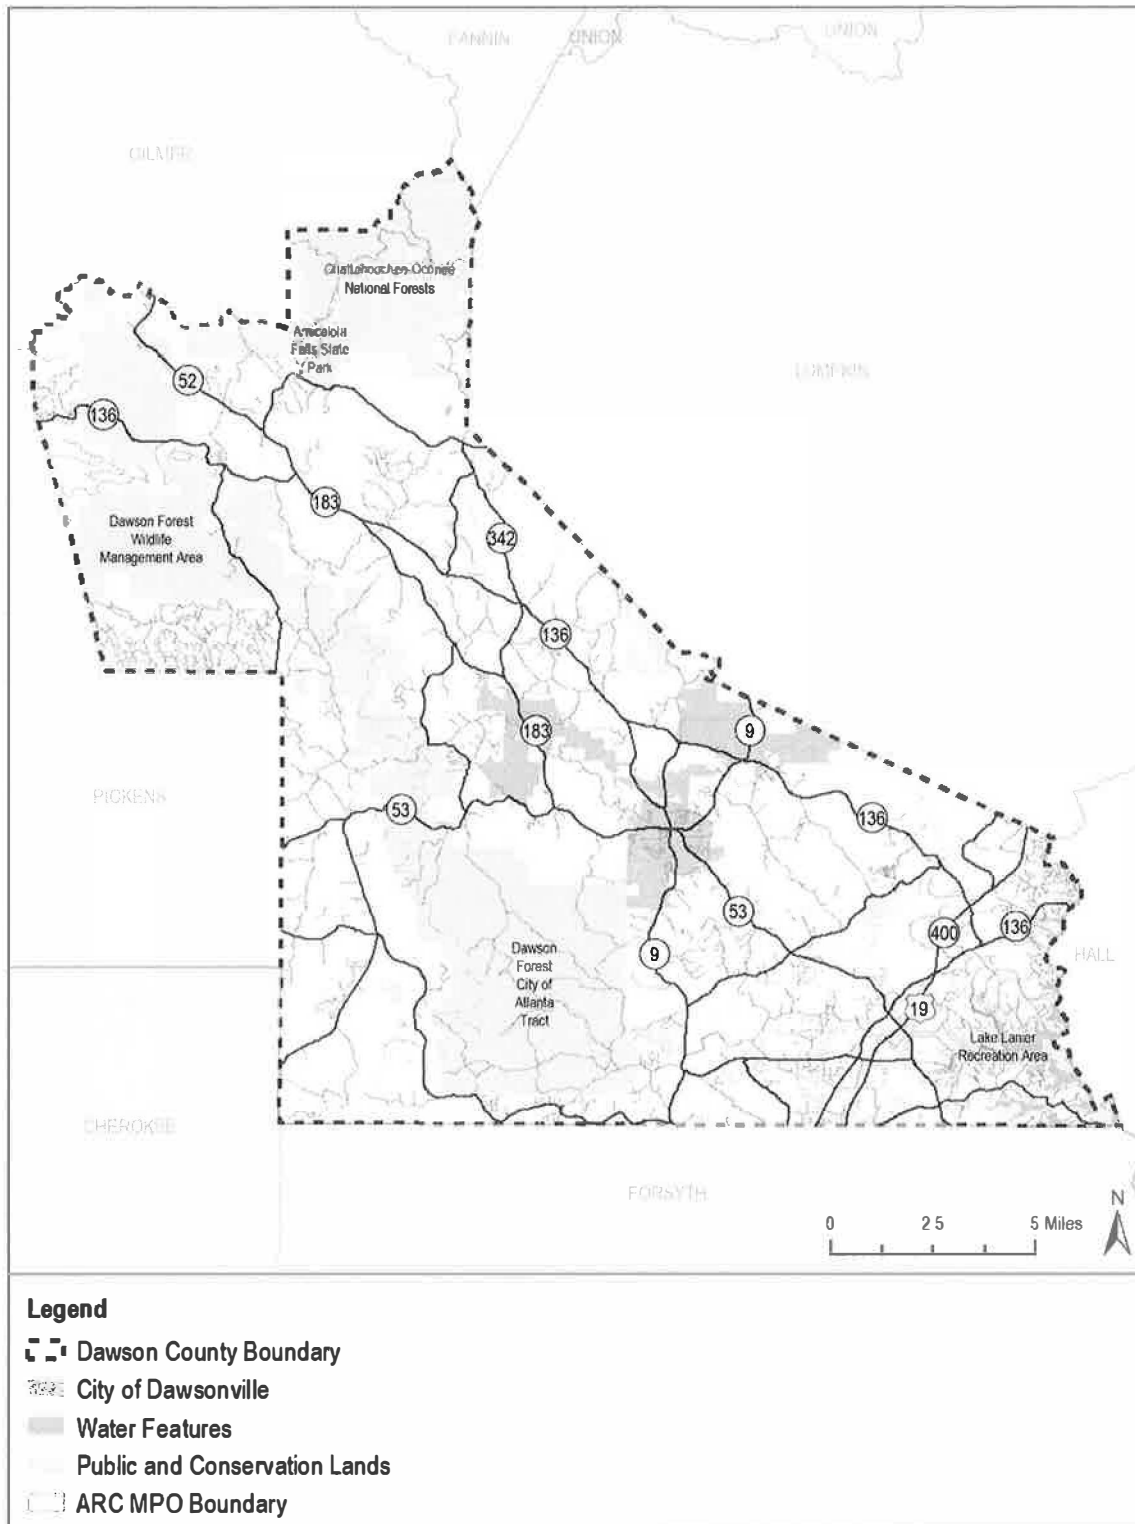 FANNIN
UNION
UNION
GILMER
Chattahoochee-Oconee
National Forests
Amicalola
Falls State
Park
LUMPKIN
52
136
183
Dawson Forest
Wildlife
Management Area
342
136
183
9
PICKENS
53
136
53
400
136
9
HALL
Dawson
Forest
City of
Atlanta
Tract
19
Lake Lanier
Recreation Area
CHEROKEE
FORSYTH
N
0 2 5 5 Miles
Legend
Dawson County Boundary
City of Dawsonville
Water Features
Public and Conservation Lands
ARC MPO Boundary